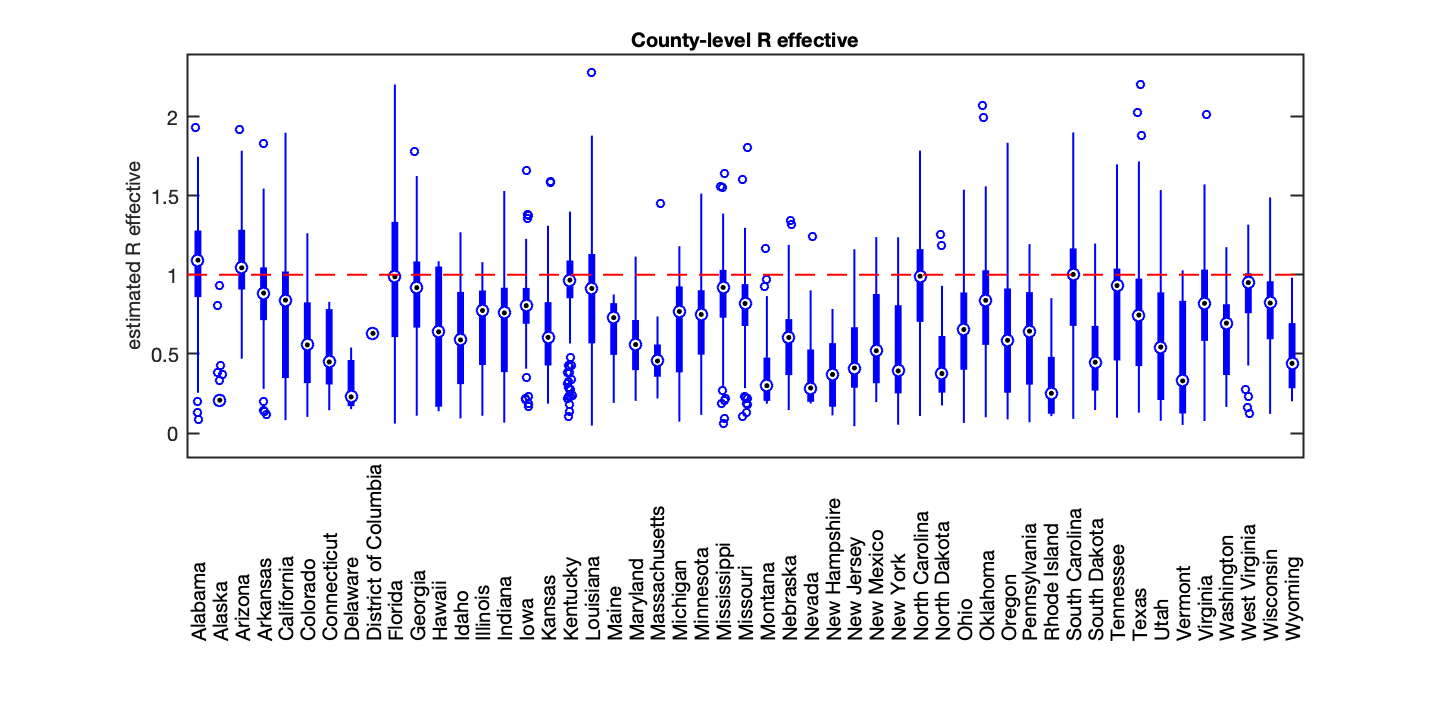 County-level R effective
estimated R effective
2
1.5
1
0.5
0
Alabama
Alaska
Arizona
Arkansas
California
Colorado
Connecticut
Delaware
District of Columbia
Florida
Georgia
Hawaii
Idaho
Illinois
Indiana
Iowa
Kansas
Kentucky
Louisiana
Maine
Maryland
Massachusetts
Michigan
Minnesota
Mississippi
Missouri
Montana
Nebraska
Nevada
New Hampshire
New Jersey
New Mexico
New York
North Carolina
North Dakota
Ohio
Oklahoma
Oregon
Pennsylvania
Rhode Island
South Carolina
South Dakota
Tennessee
Texas
Utah
Vermont
Virginia
Washington
West Virginia
Wisconsin
Wyoming